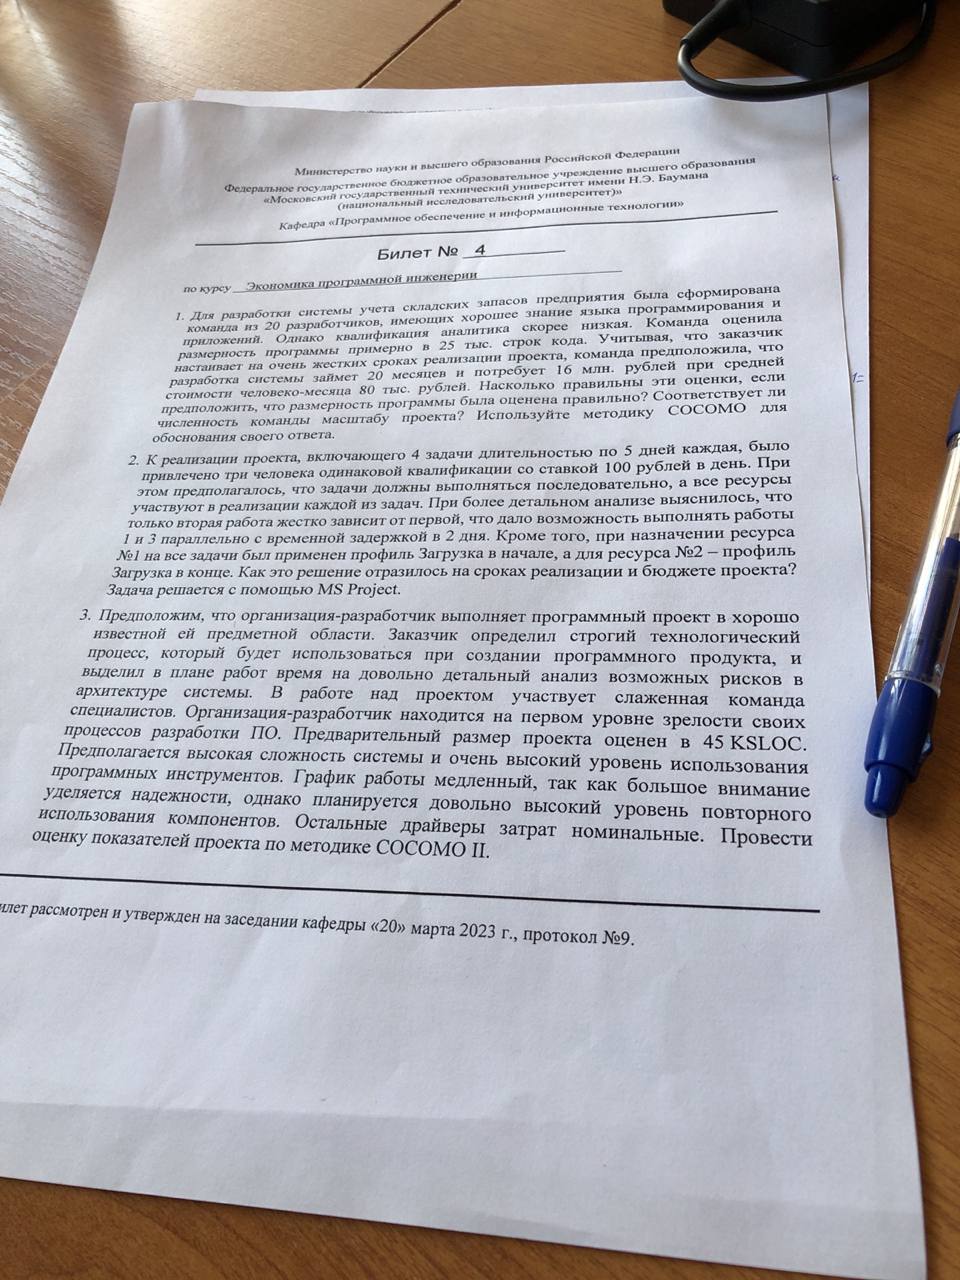 Министерство науки и высшего образования Российской Федерации
Федеральное государственное бюджетное образовательное учреждение высшего образования
«Московский государственный технический университет имени Н.Э. Баумана
(национальный исследовательский университет)»
Кафедра «Программное обеспечение и информационные технологии»
Билет № 4
по курсу Экономика программной инженерии
1. Для разработки системы учета складских запасов предприятия была сформирована
команда из 20 разработчиков, имеющих хорошее знание языка программирования и
приложений. Однако квалификация аналитика скорее низкая. Команда оценила
размерность программы примерно в 25 тыс. строк кода. Учитывая, что заказчик
настаивает на очень жестких сроках реализации проекта, команда предположила, что
разработка системы займет 20 месяцев и потребует 16 млн. рублей при средней
стоимости человеко-месяца 80 тыс. рублей. Насколько правильны эти оценки, если
предположить, что размерность программы была оценена правильно? Соответствует ли
численность команды масштабу проекта? Используйте методику COCOMO для
обоснования своего ответа.
2. К реализации проекта, включающего 4 задачи длительностью по 5 дней каждая, было
привлечено три человека одинаковой квалификации со ставкой 100 рублей в день. При
этом предполагалось, что задачи должны выполняться последовательно, а все ресурсы
участвуют в реализации каждой из задач. При более детальном анализе выяснилось, что
только вторая работа жестко зависит от первой, что дало возможность выполнять работы
1 и 3 параллельно с временной задержкой в 2 дня. Кроме того, при назначении ресурса
№1 на все задачи был применен профиль Загрузка в начале, а для ресурса №2 – профиль
Загрузка в конце. Как это решение отразилось на сроках реализации и бюджете проекта?
Задача решается с помощью MS Project.
3. Предположим, что организация-разработчик выполняет программный проект в хорошо
известной ей предметной области. Заказчик определил строгий технологический
процесс, который будет использоваться при создании программного продукта, и
выделил в плане работ время на довольно детальный анализ возможных рисков в
архитектуре системы. В работе над проектом участвует слаженная команда
специалистов. Организация-разработчик находится на первом уровне зрелости своих
процессов разработки ПО. Предварительный размер проекта оценен в 45 KSLOC.
Предполагается высокая сложность системы и очень высокий уровень использования
программных инструментов. График работы медленный, так как большое внимание
уделяется надежности, однако планируется довольно высокий уровень повторного
использования компонентов. Остальные драйверы затрат номинальные. Провести
оценку показателей проекта по методике COCOMO II.
илет рассмотрен и утвержден на заседании кафедры «20» марта 2023 г., протокол №9.